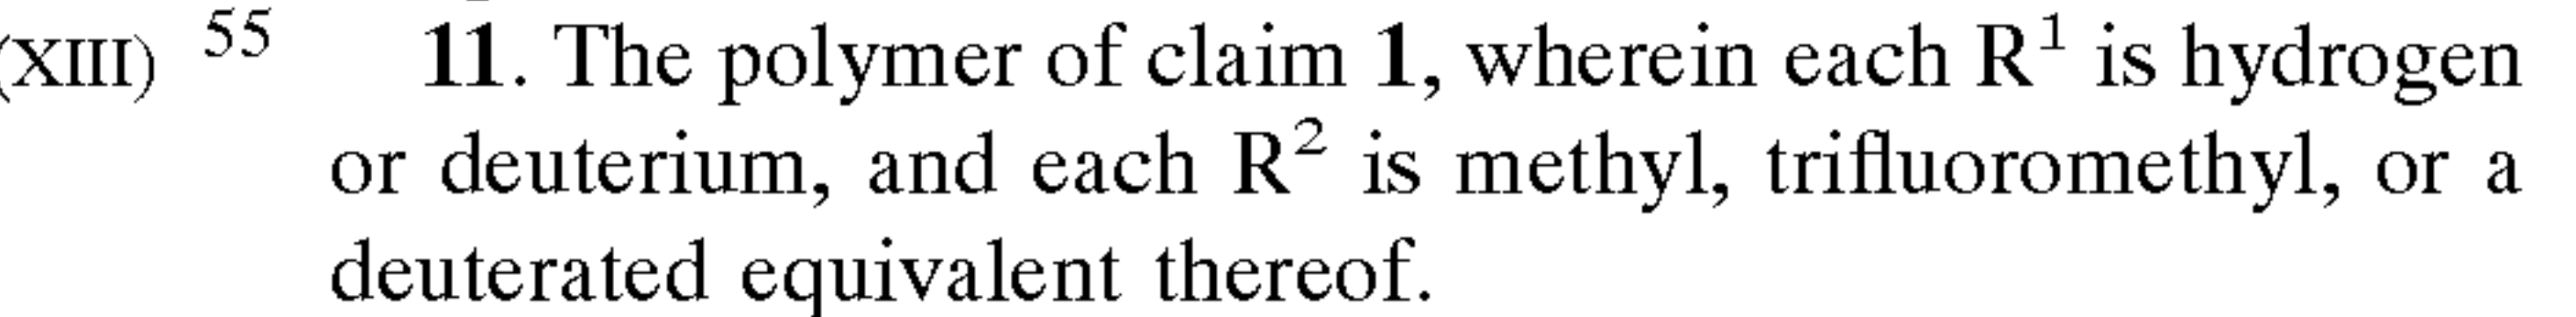 (XIII) 55 11. The polymer of claim 1, wherein each R¹ is hydrogen
or deuterium, and each R² is methyl, trifluoromethyl, or a
deuterated equivalent thereof.